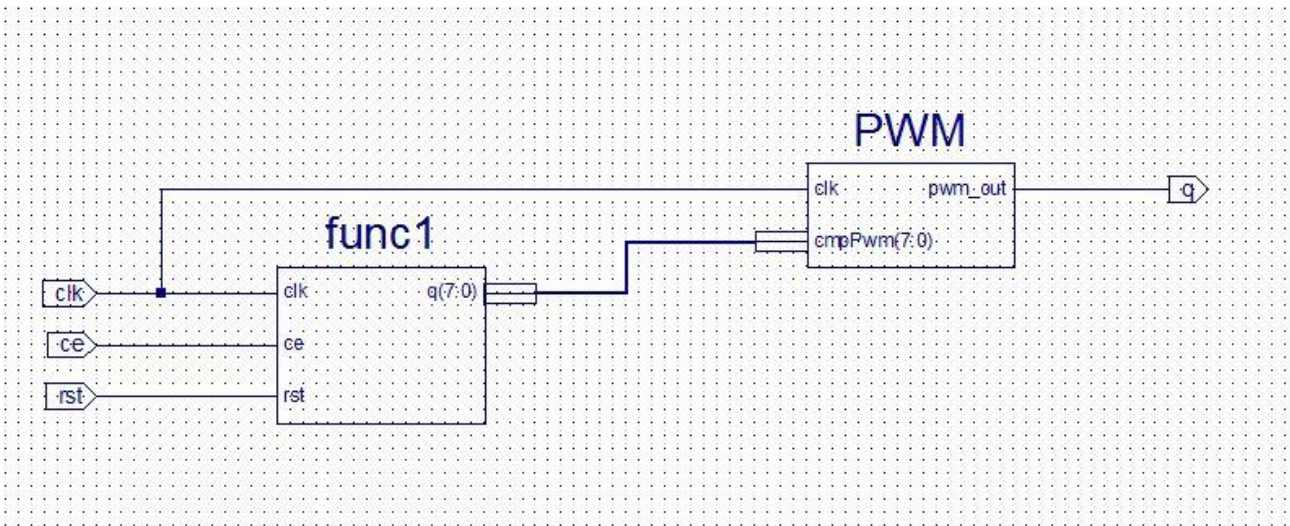 PWM
clk pwm_out q
cmpPwm(7:0)
func1
clk clk q(7:0)
ce ce
rst rst